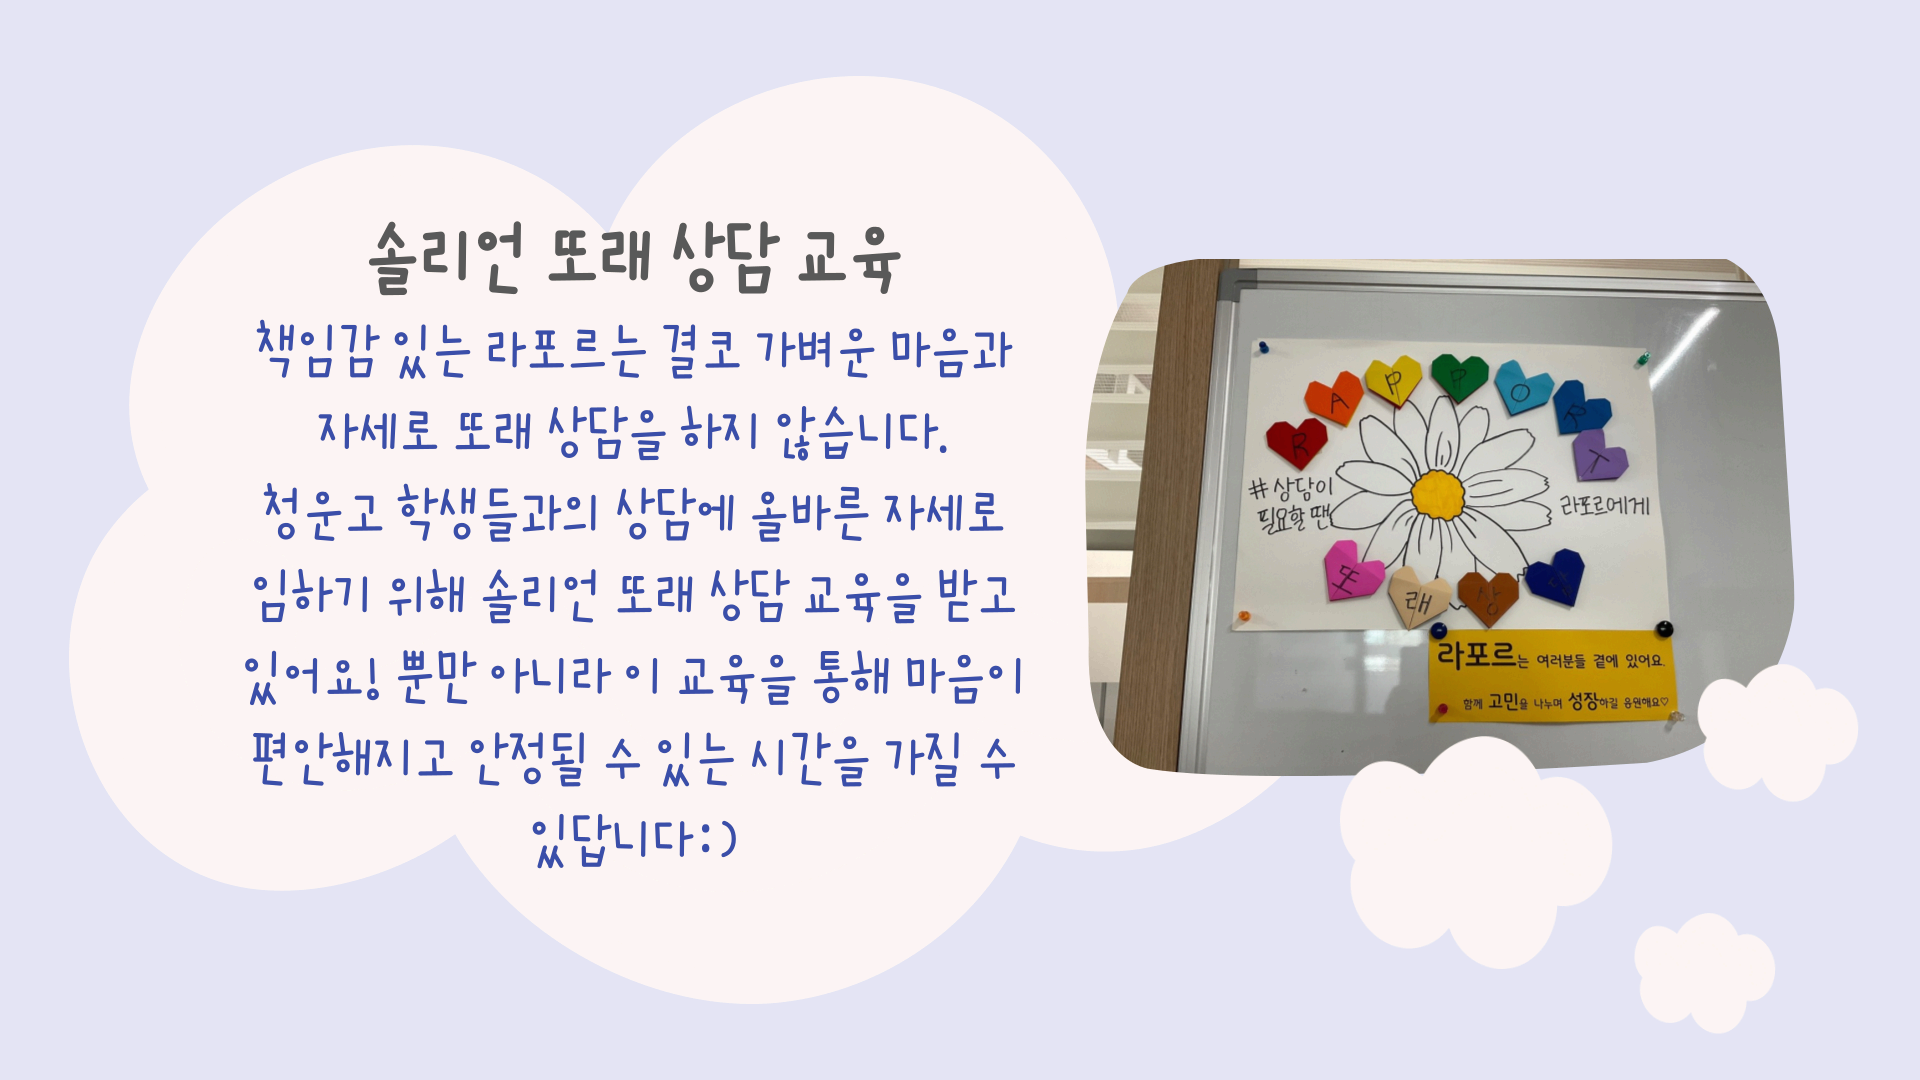 솔리언 또래 상담 교육
책임감 있는 라포르는 결코 가벼운 마음과
자세로 또래 상담을 하지 않습니다.
청운고 학생들과의 상담에 올바른 자세로
임하기 위해 솔리언 또래 상담 교육을 받고
있어요! 뿐만 아니라 이 교육을 통해 마음이
편안해지고 안정될 수 있는 시간을 가질 수
있답니다:)
RAPPORT
#상담이
필요할 땐
라포르에게
또래상
라포르는 여러분들 곁에 있어요.
함께 고민을 나누며 성장하길 응원해요♡